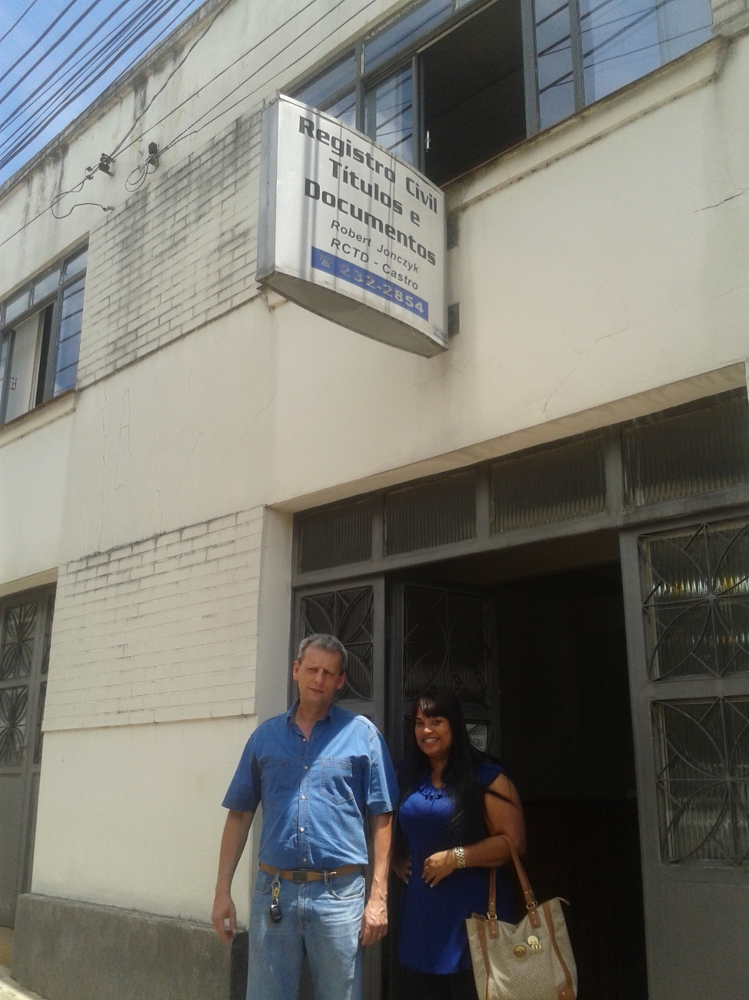 Registro Civil
Títulos e
Documentos
Robert Jonczyk
RCTD - Castro
☎ 232-2854